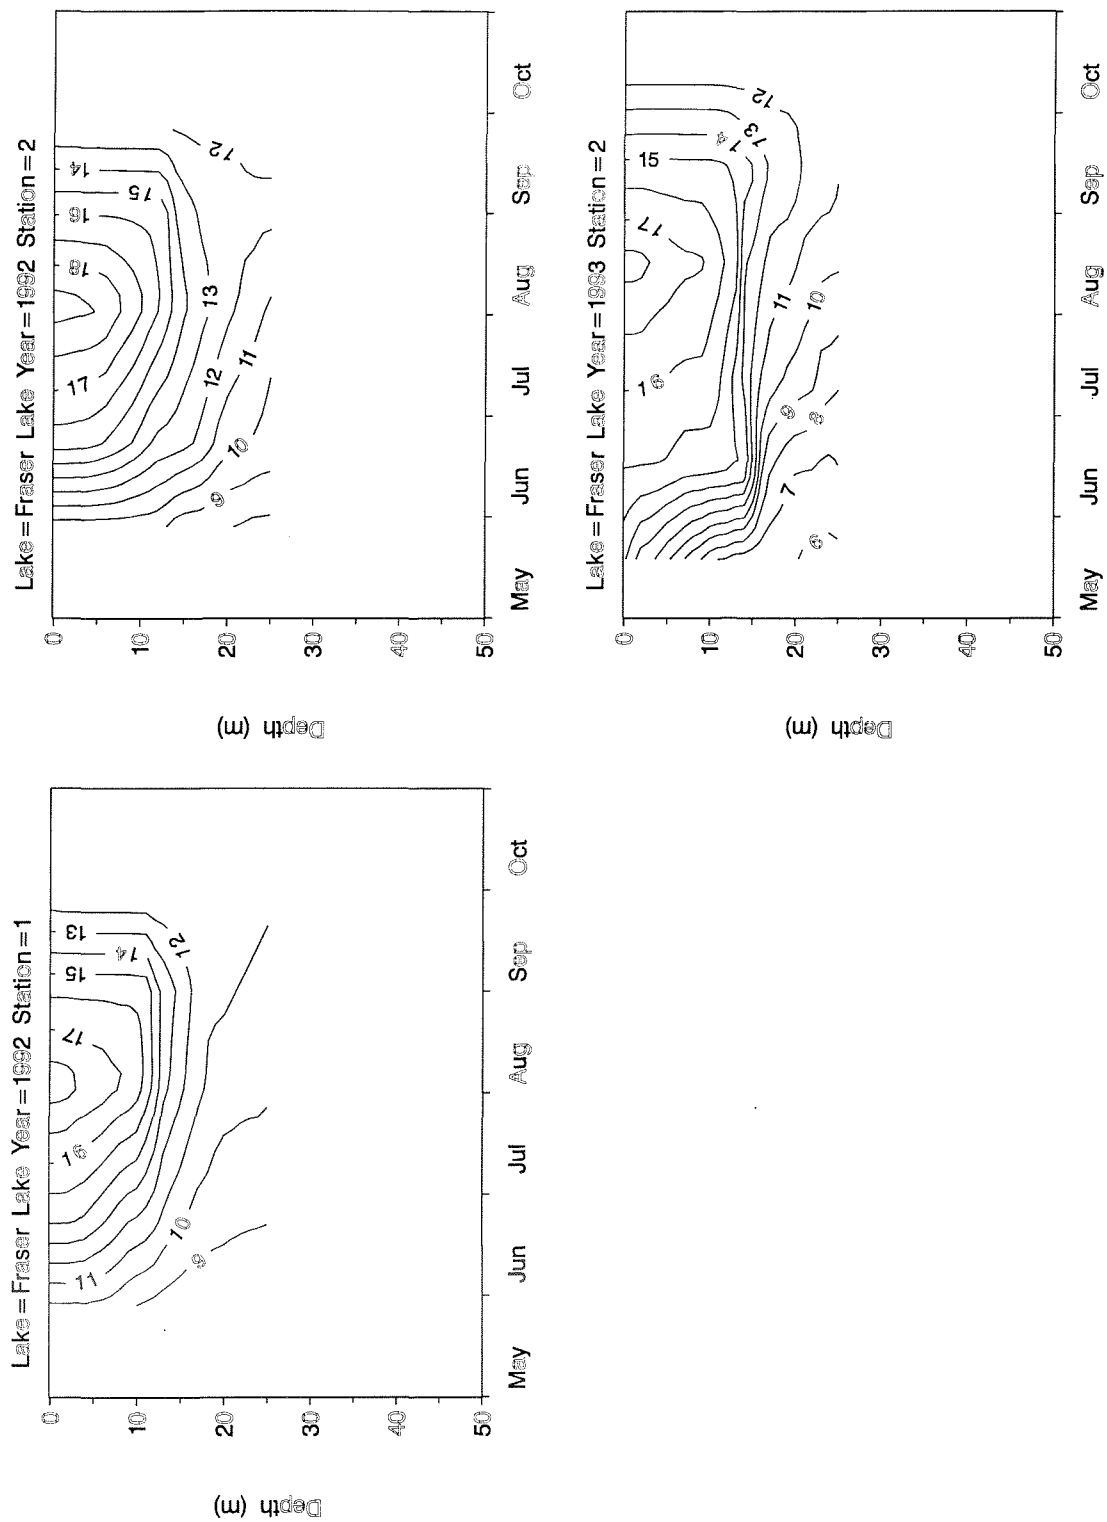 Lake=Fraser Lake Year=1992 Station=1
Depth (m)
0
10
20
30
40
50
May
Jun
Jul
Aug
Sep
Oct
9
10
11
16
17
15
14
13
12
Lake=Fraser Lake Year=1992 Station=2
Depth (m)
0
10
20
30
40
50
May
Jun
Jul
Aug
Sep
Oct
9
10
11
12
13
17
18
16
15
14
12
Lake=Fraser Lake Year=1993 Station=2
Depth (m)
0
10
20
30
40
50
May
Jun
Jul
Aug
Sep
Oct
6
7
8
9
10
11
16
17
15
14
13
12